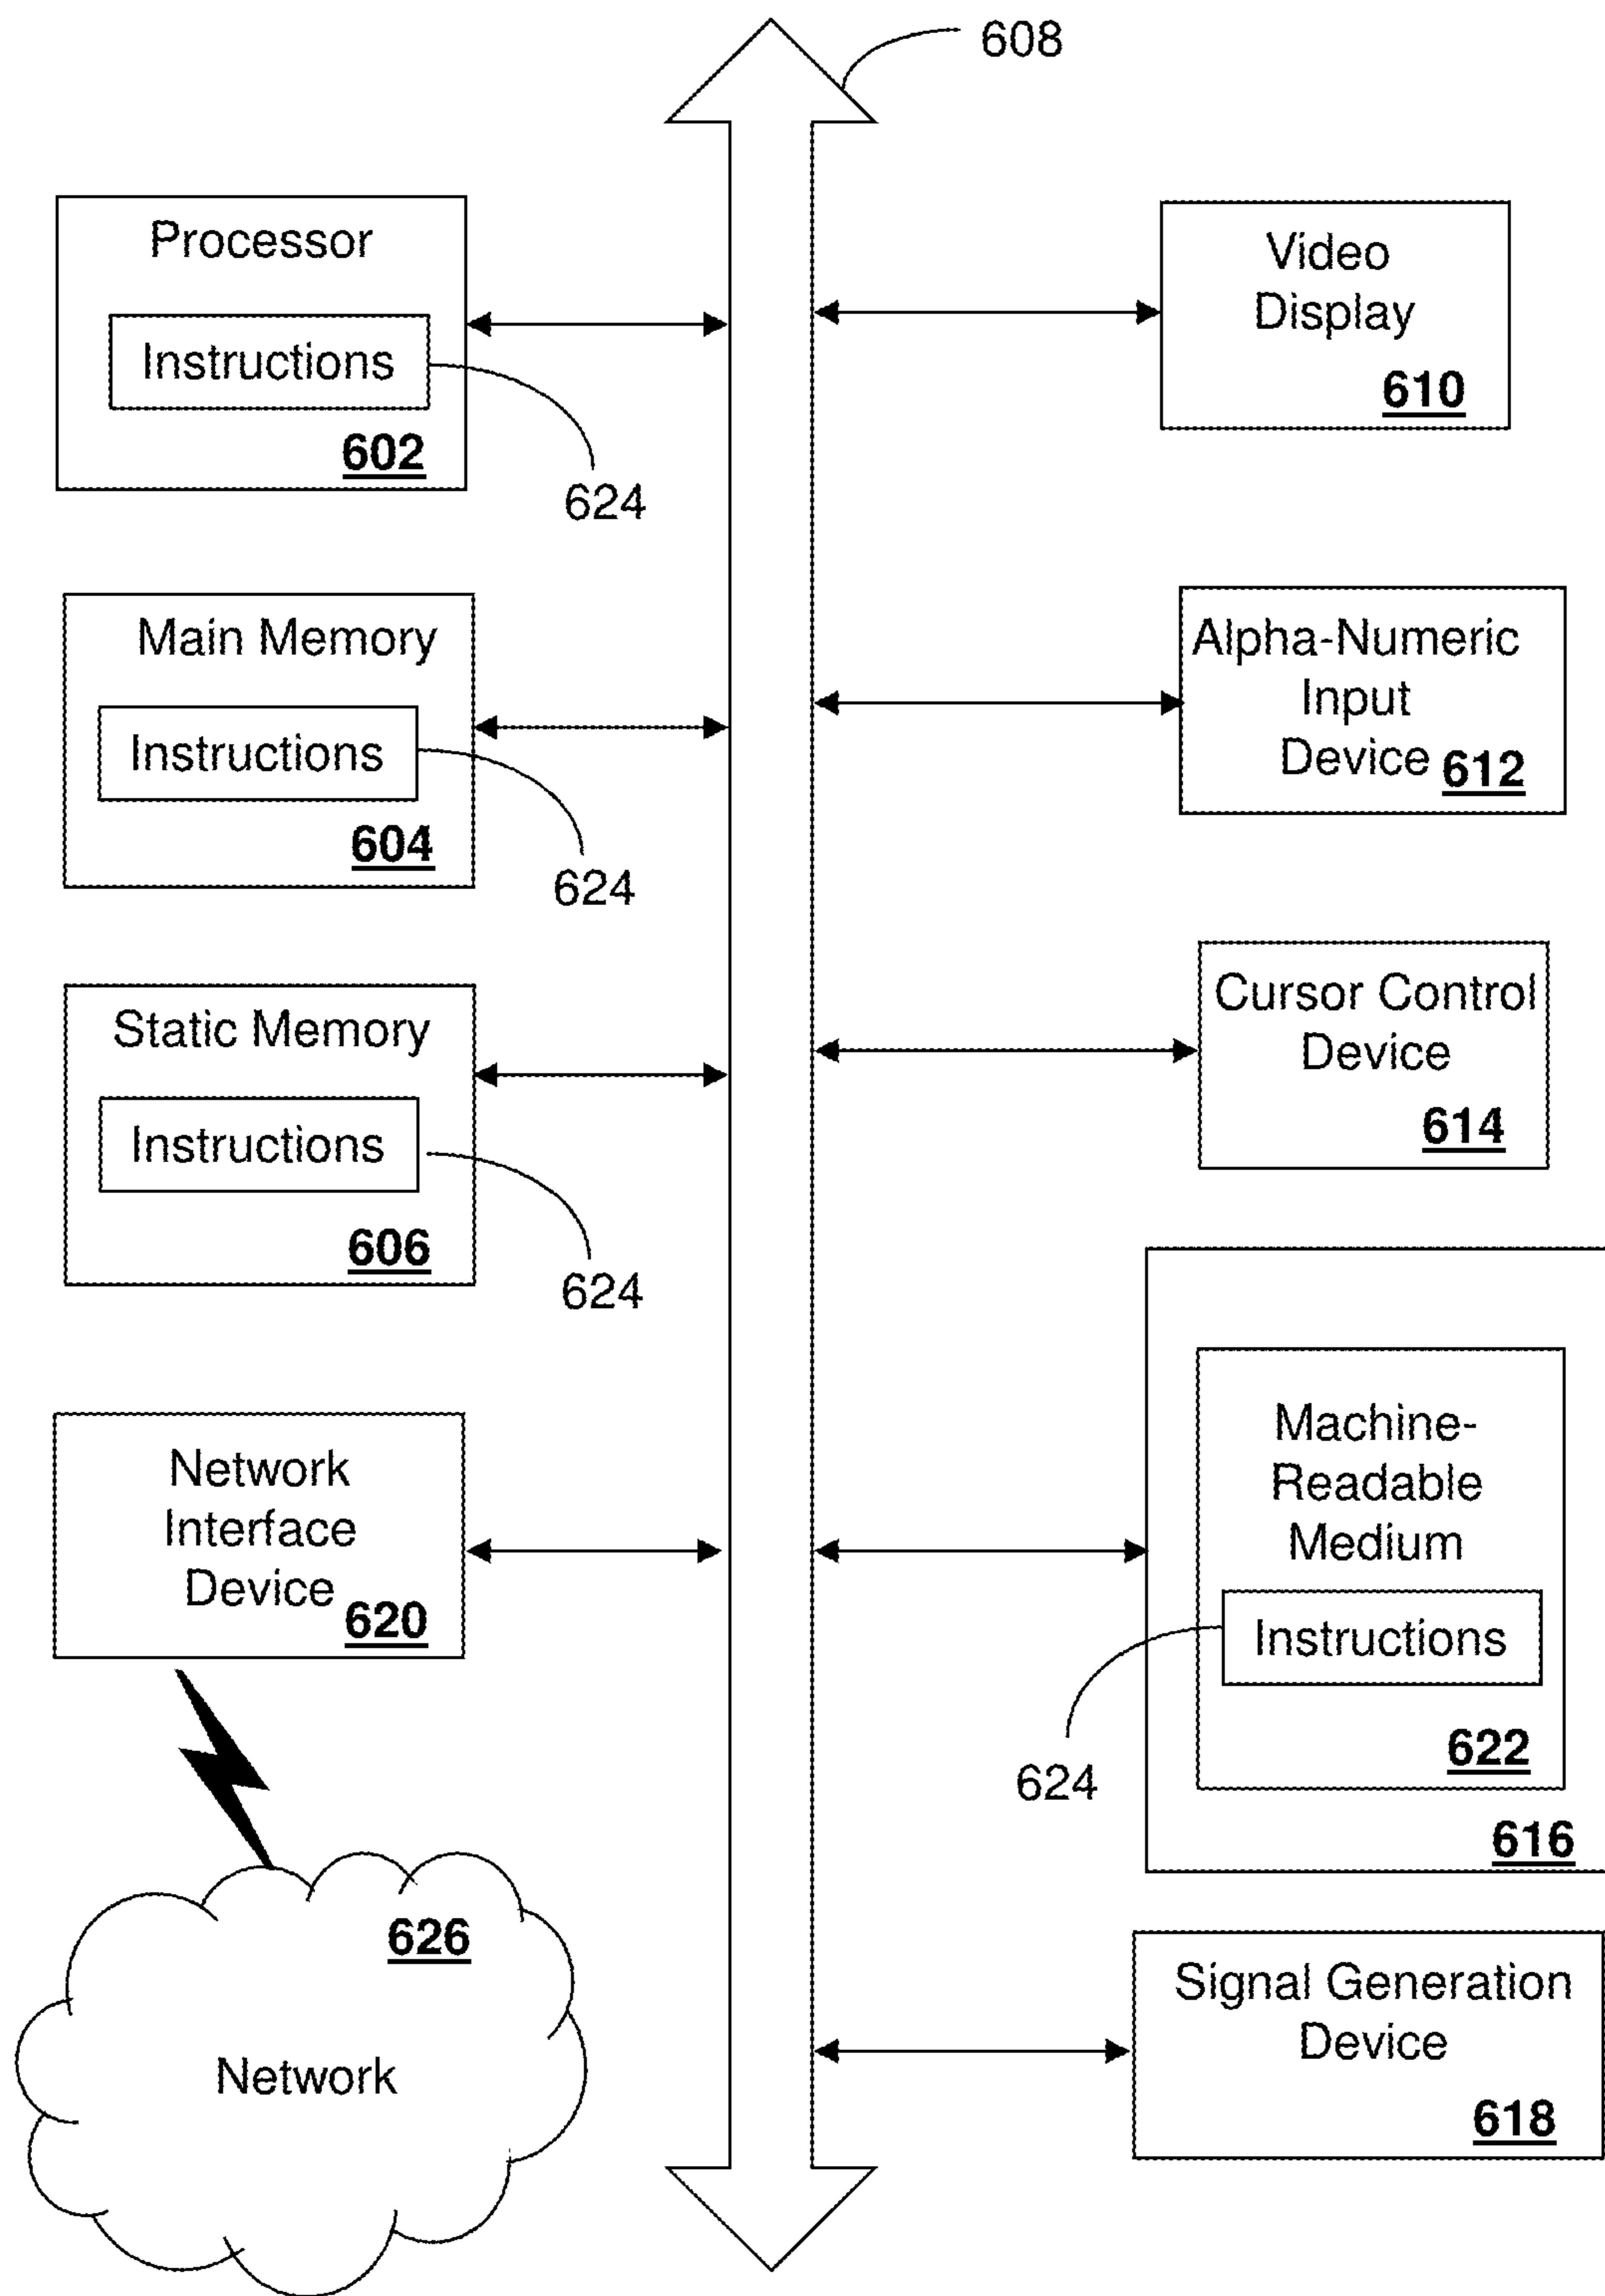 608
Processor
Instructions
602
624
Main Memory
Instructions
604
624
Static Memory
Instructions
606
624
Network
Interface
Device
620
626
Network
Video
Display
610
Alpha-Numeric
Input
Device 612
Cursor Control
Device
614
Machine-
Readable
Medium
Instructions
624
622
616
Signal Generation
Device
618